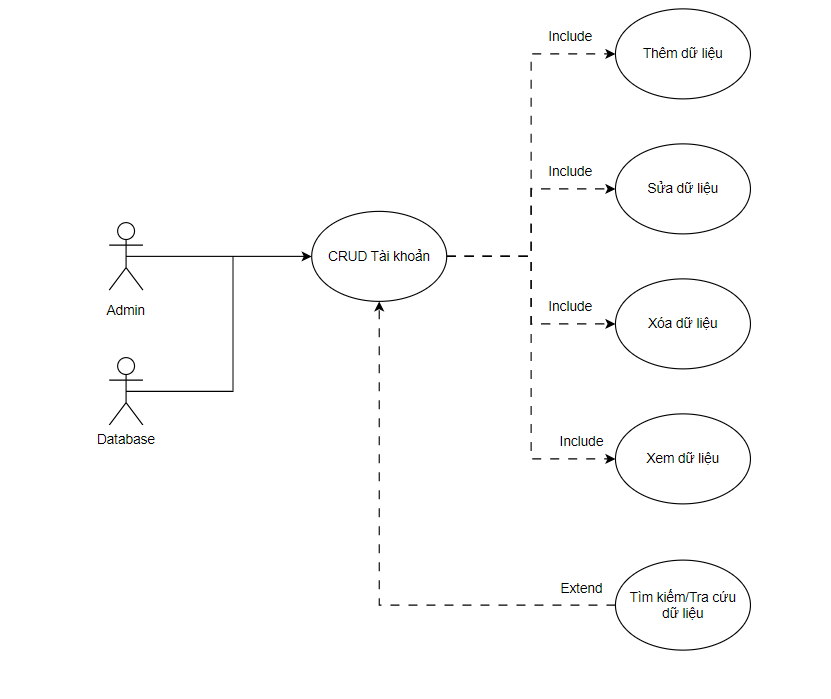 Include
Thêm dữ liệu
Include
Sửa dữ liệu
CRUD Tài khoản
Admin
Include
Xóa dữ liệu
Database
Include
Xem dữ liệu
Extend
Tìm kiếm/Tra cứu
dữ liệu